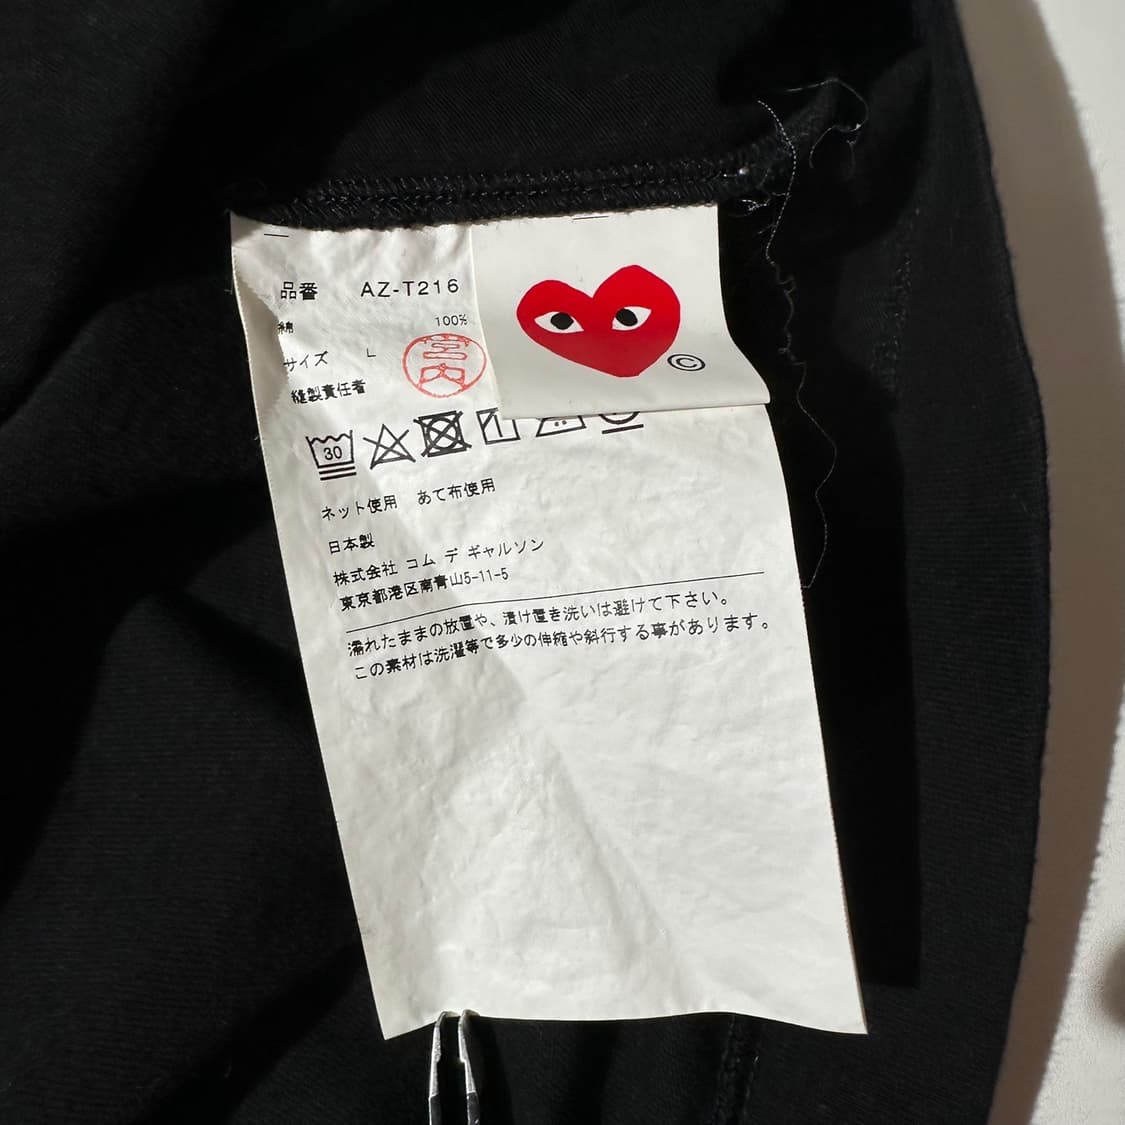 品番 AZ-T216
綿 100%
サイズ L
縫製責任者
30
ネット使用 あて布使用
日本製
株式会社 コム デ ギャルソン
東京都港区南青山5-11-5
濡れたままの放置や、漬け置き洗いは避けて下さい。
この素材は洗濯等で多少の伸縮や斜行する事があります。
©